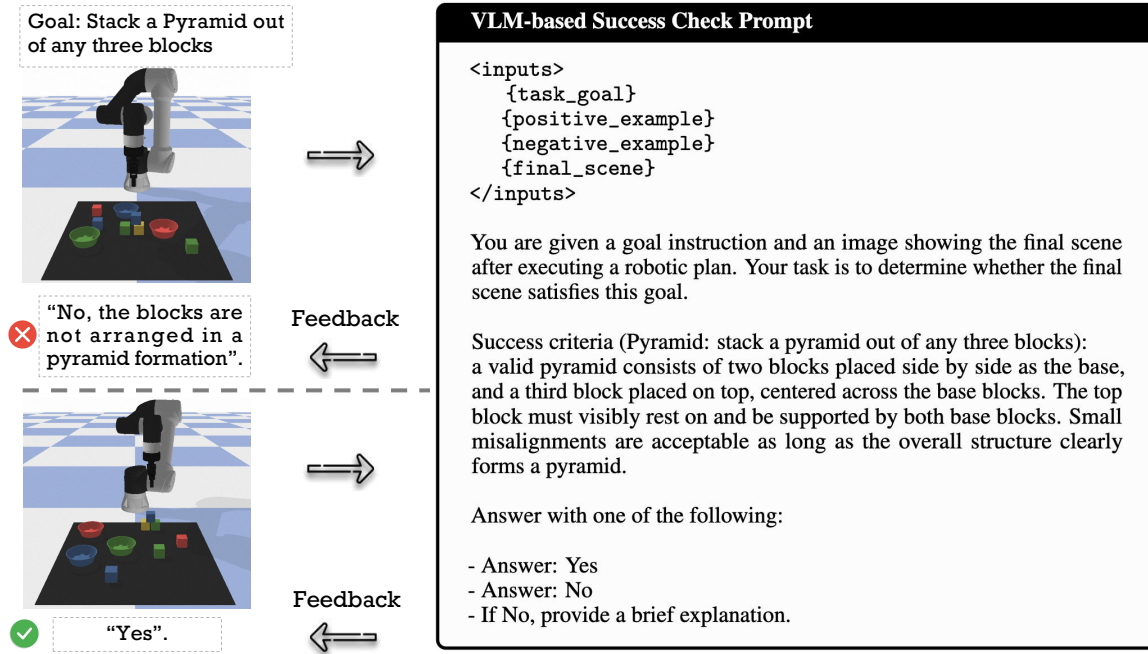 Goal: Stack a Pyramid out
of any three blocks
"No, the blocks are
not arranged in a
pyramid formation".
Feedback
"Yes".
Feedback
VLM-based Success Check Prompt
<inputs>
{task_goal}
{positive_example}
{negative_example}
{final_scene}
</inputs>
You are given a goal instruction and an image showing the final scene
after executing a robotic plan. Your task is to determine whether the final
scene satisfies this goal.
Success criteria (Pyramid: stack a pyramid out of any three blocks):
a valid pyramid consists of two blocks placed side by side as the base,
and a third block placed on top, centered across the base blocks. The top
block must visibly rest on and be supported by both base blocks. Small
misalignments are acceptable as long as the overall structure clearly
forms a pyramid.
Answer with one of the following:
- Answer: Yes
- Answer: No
- If No, provide a brief explanation.